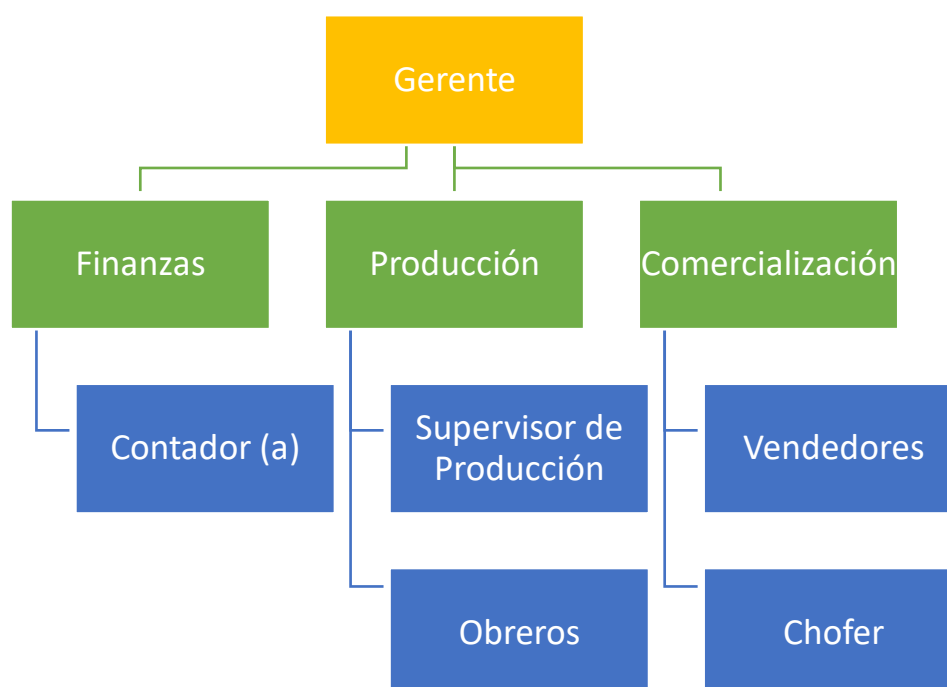 Gerente
Finanzas
Producción
Comercialización
Contador (a)
Supervisor de
Producción
Vendedores
Obreros
Chofer